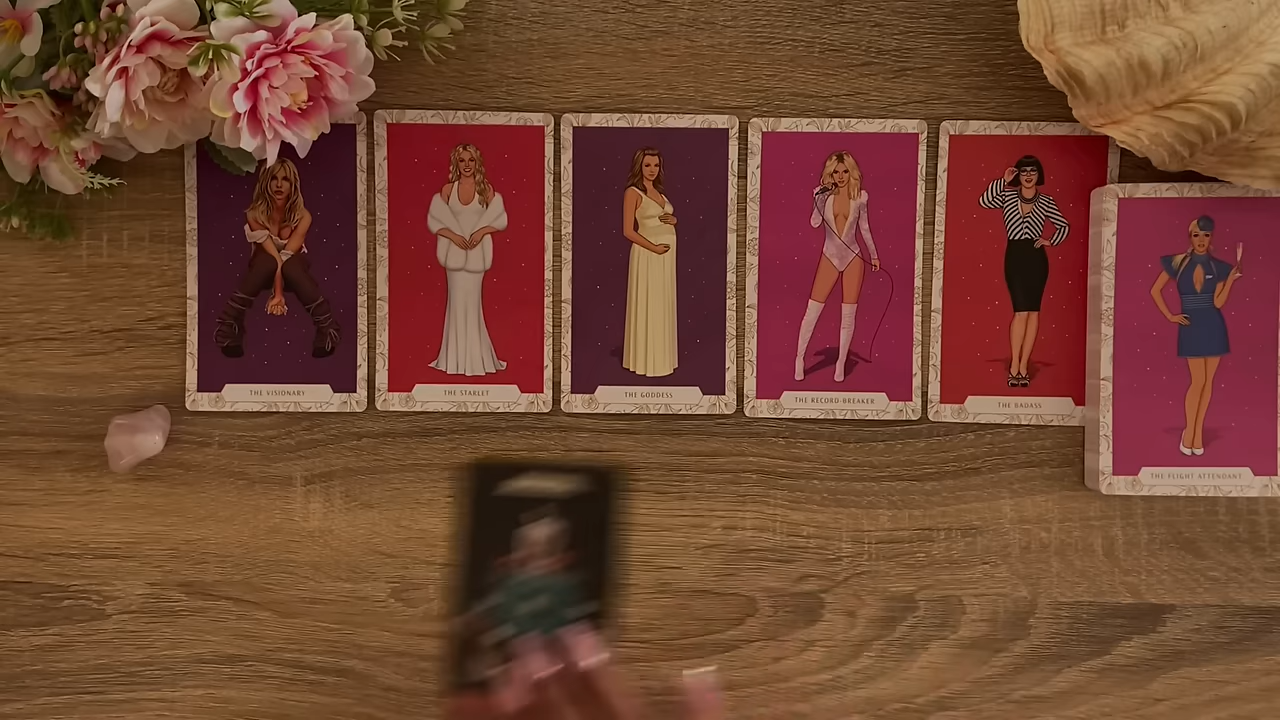 THE VISIONARY
THE STARLET
THE GODDESS
THE RECORD-BREAKER
THE BADASS
THE FLIGHT ATTENDANT